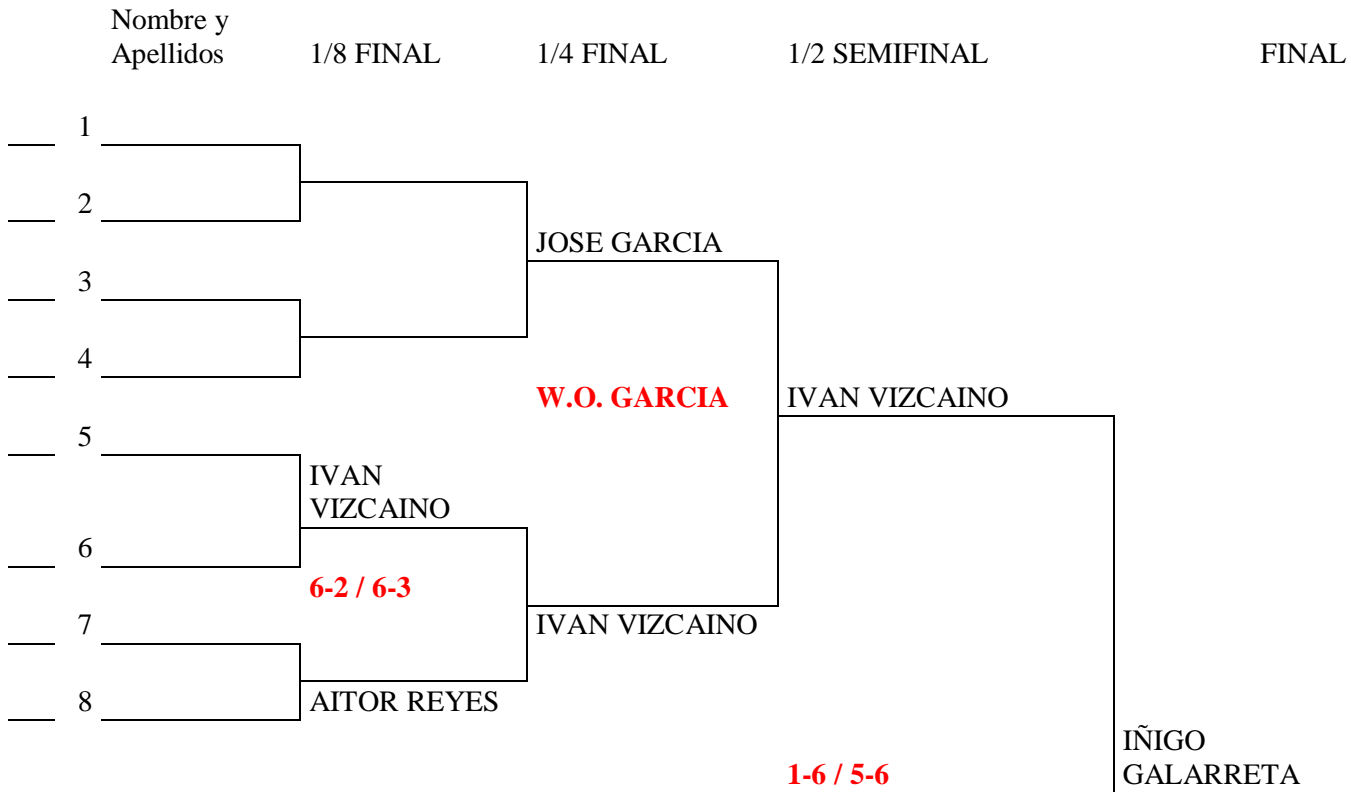 Nombre y
Apellidos 1/8 FINAL 1/4 FINAL 1/2 SEMIFINAL FINAL
1
2
JOSE GARCIA
3
4
W.O. GARCIA IVAN VIZCAINO
5
IVAN
VIZCAINO
6
6-2 / 6-3
7
IVAN VIZCAINO
8 AITOR REYES
IÑIGO
1-6 / 5-6 GALARRETA